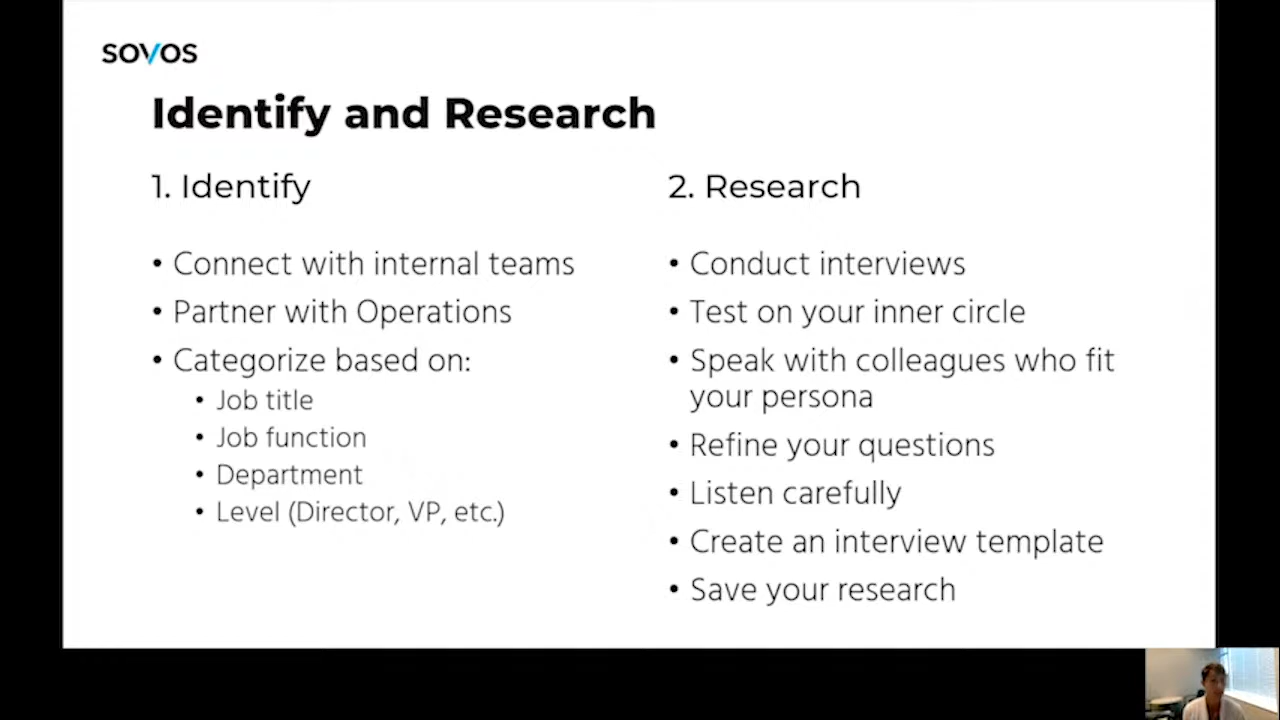 SOVOS
Identify and Research
1. Identify
• Connect with internal teams
• Partner with Operations
• Categorize based on:
• Job title
• Job function
• Department
• Level (Director, VP, etc.)
2. Research
• Conduct interviews
• Test on your inner circle
• Speak with colleagues who fit
your persona
• Refine your questions
• Listen carefully
• Create an interview template
• Save your research